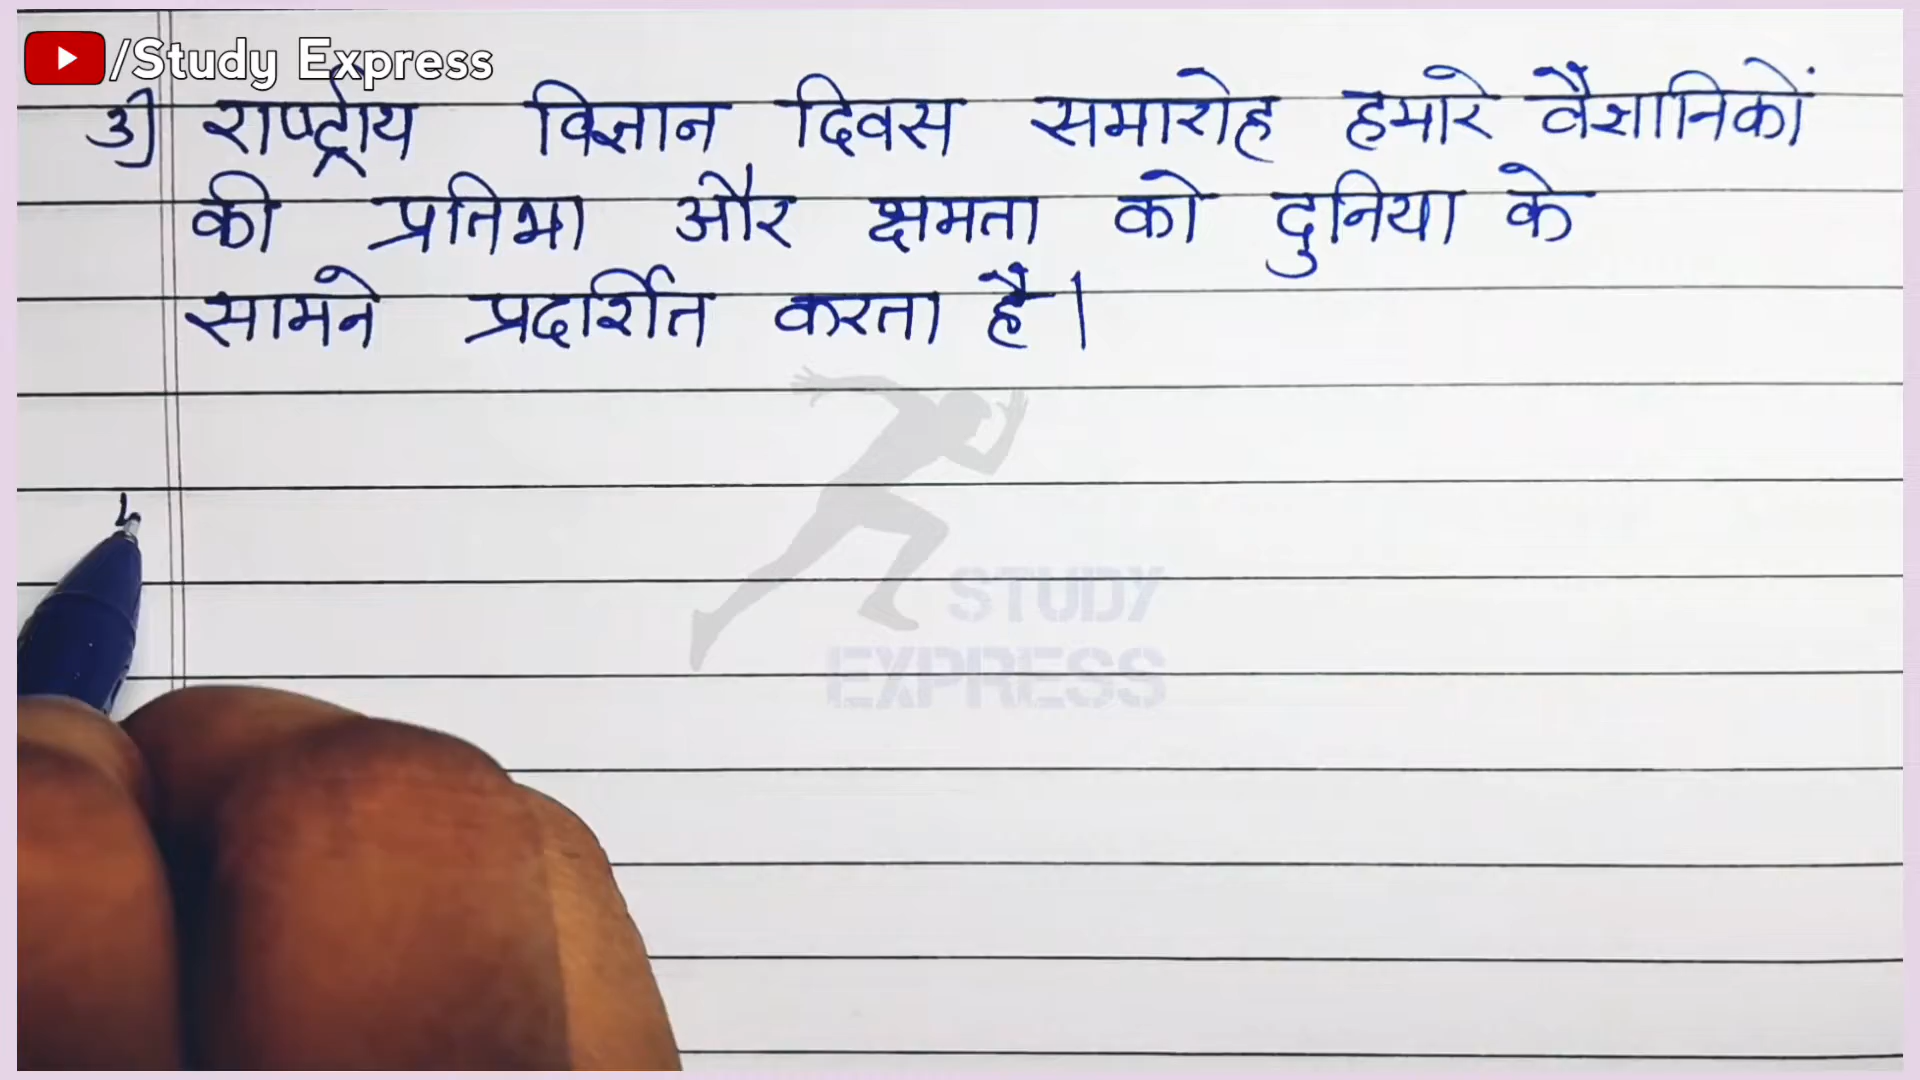 /Study Express
3) राष्ट्रीय विज्ञान दिवस समारोह हमारे वैज्ञानिकों
की प्रतिभा और क्षमता को दुनिया के
सामने प्रदर्शित करता है।
STUDY
EXPRESS